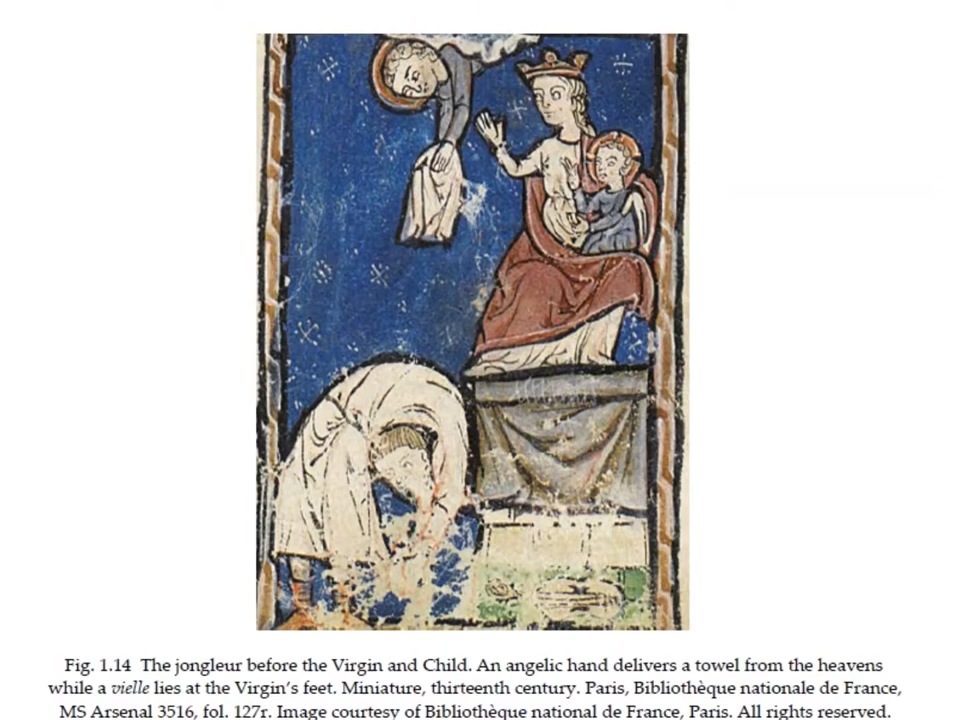 Fig. 1.14 The jongleur before the Virgin and Child. An angelic hand delivers a towel from the heavens
while a vielle lies at the Virgin's feet. Miniature, thirteenth century. Paris, Bibliothèque nationale de France,
MS Arsenal 3516, fol. 127r. Image courtesy of Bibliothèque national de France, Paris. All rights reserved.